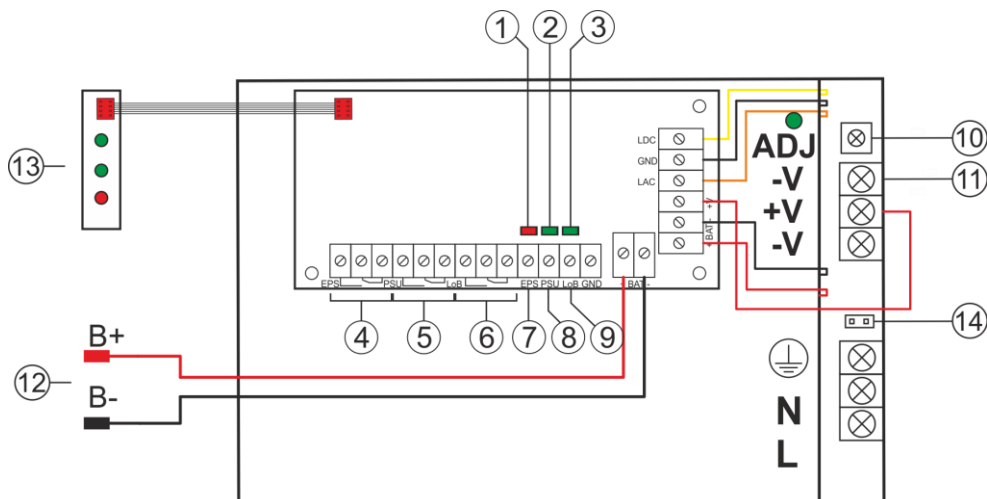 1
2
3
13
LDC
GND
LAC
+V
- BAT +
ADJ
-V
+V
-V
10
11
EPS PSU LoB EPS PSU LoB GND + BAT -
4
5
6
7
8
9
14
B+
12
B-
N
L